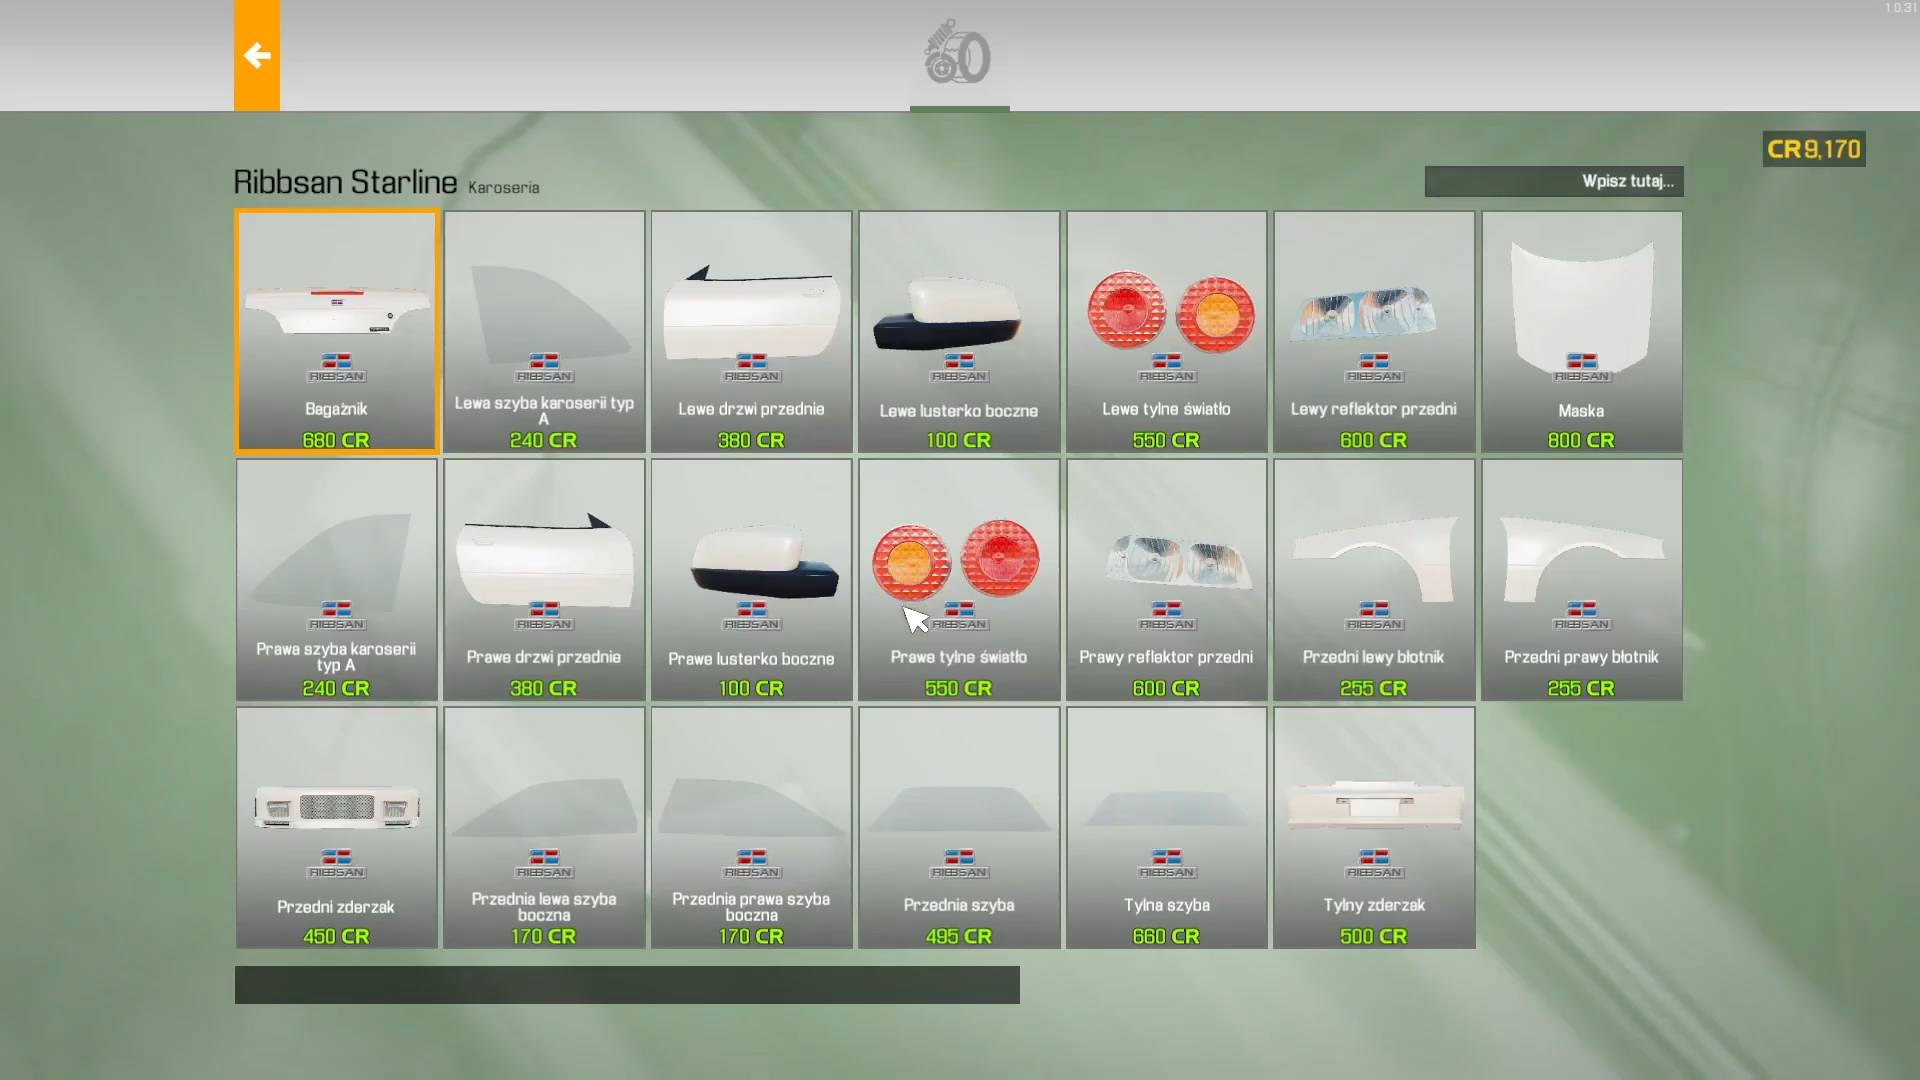 1.0.31
CR 9,170
Ribbsan Starline Karoseria
Wpisz tutaj...
RIBBSAN
Bagażnik
680 CR
RIBBSAN
Lewa szyba karoserii typ
A
240 CR
RIBBSAN
Lewe drzwi przednie
380 CR
RIBBSAN
Lewe lusterko boczne
100 CR
RIBBSAN
Lewe tylne światło
550 CR
RIBBSAN
Lewy reflektor przedni
600 CR
RIBBSAN
Maska
800 CR
RIBBSAN
Prawa szyba karoserii
typ A
240 CR
RIBBSAN
Prawe drzwi przednie
380 CR
RIBBSAN
Prawe lusterko boczne
100 CR
RIBBSAN
Prawe tylne światło
550 CR
RIBBSAN
Prawy reflektor przedni
600 CR
RIBBSAN
Przedni lewy błotnik
255 CR
RIBBSAN
Przedni prawy błotnik
255 CR
RIBBSAN
Przedni zderzak
450 CR
RIBBSAN
Przednia lewa szyba
boczna
170 CR
RIBBSAN
Przednia prawa szyba
boczna
170 CR
RIBBSAN
Przednia szyba
495 CR
RIBBSAN
Tylna szyba
660 CR
RIBBSAN
Tylny zderzak
500 CR